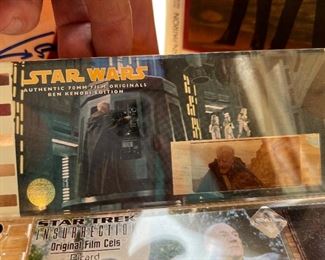 STAR WARS
AUTHENTIC 70MM FILM ORIGINALS
BEN KENOBI EDITION
STAR TREK
INSURRECTION
Original Film Cels
Picard